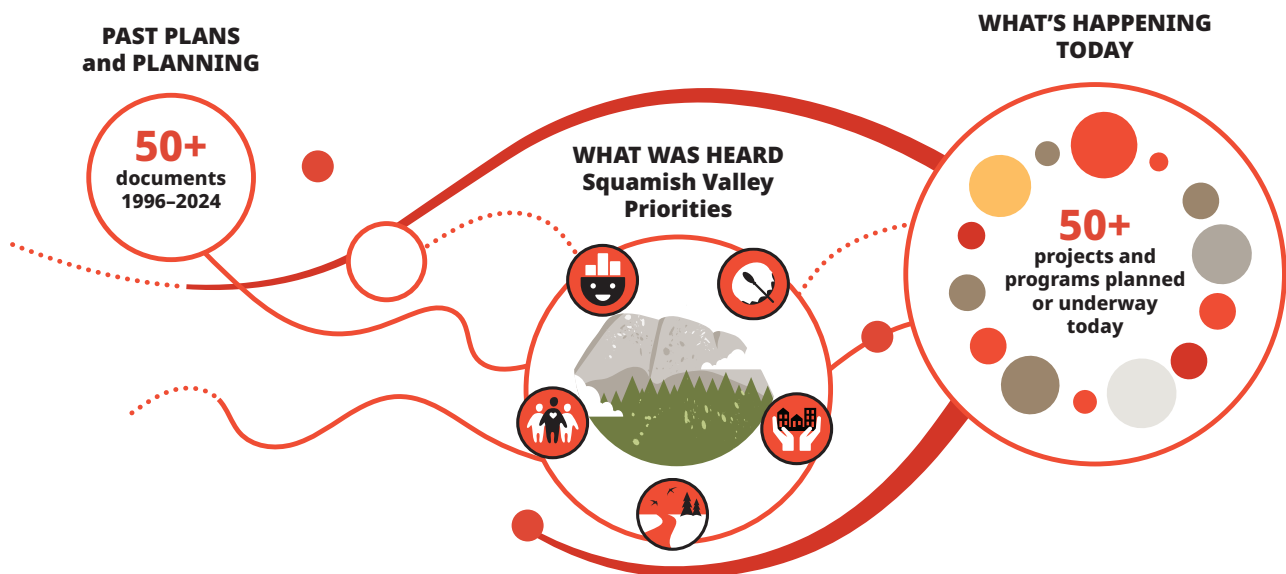 PAST PLANS
and PLANNING
50+
documents
1996–2024
WHAT WAS HEARD
Squamish Valley
Priorities
WHAT’S HAPPENING
TODAY
50+
projects and
programs planned
or underway
today